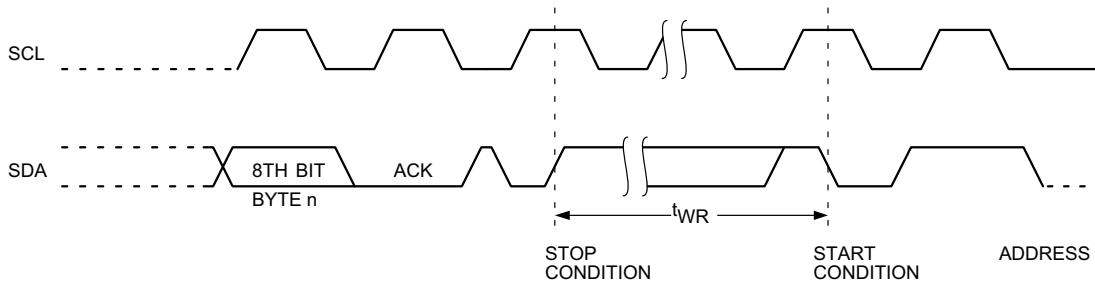 SCL
SDA
8TH BIT
ACK
BYTE n
tWR
STOP
CONDITION
START
CONDITION
ADDRESS